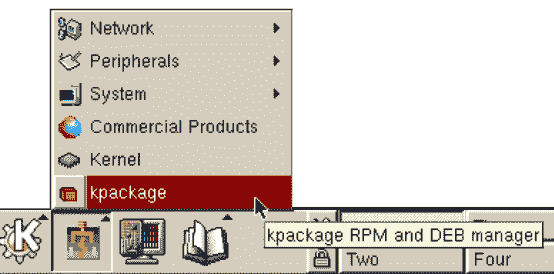 Network
Peripherals
System
Commercial Products
Kernel
kpackage
kpackage RPM and DEB manager
K
Two
Four